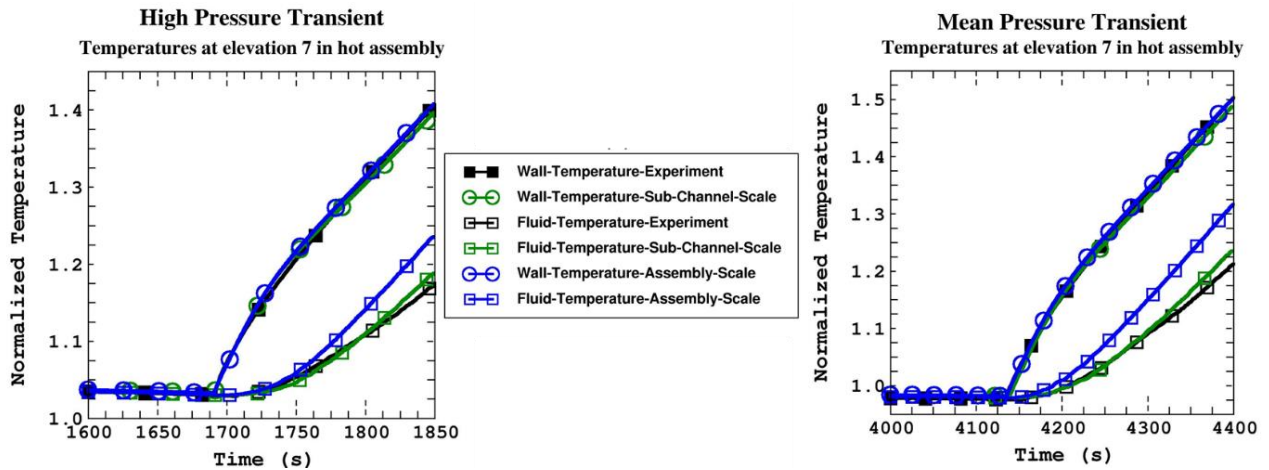 High Pressure Transient
Temperatures at elevation 7 in hot assembly
Normalized Temperature
1.4
1.3
1.2
1.1
1.0
1600 1650 1700 1750 1800 1850
Time (s)
Wall-Temperature-Experiment
Wall-Temperature-Sub-Channel-Scale
Fluid-Temperature-Experiment
Fluid-Temperature-Sub-Channel-Scale
Wall-Temperature-Assembly-Scale
Fluid-Temperature-Assembly-Scale
Mean Pressure Transient
Temperatures at elevation 7 in hot assembly
Normalized Temperature
1.5
1.4
1.3
1.2
1.1
1.0
4000 4100 4200 4300 4400
Time (s)